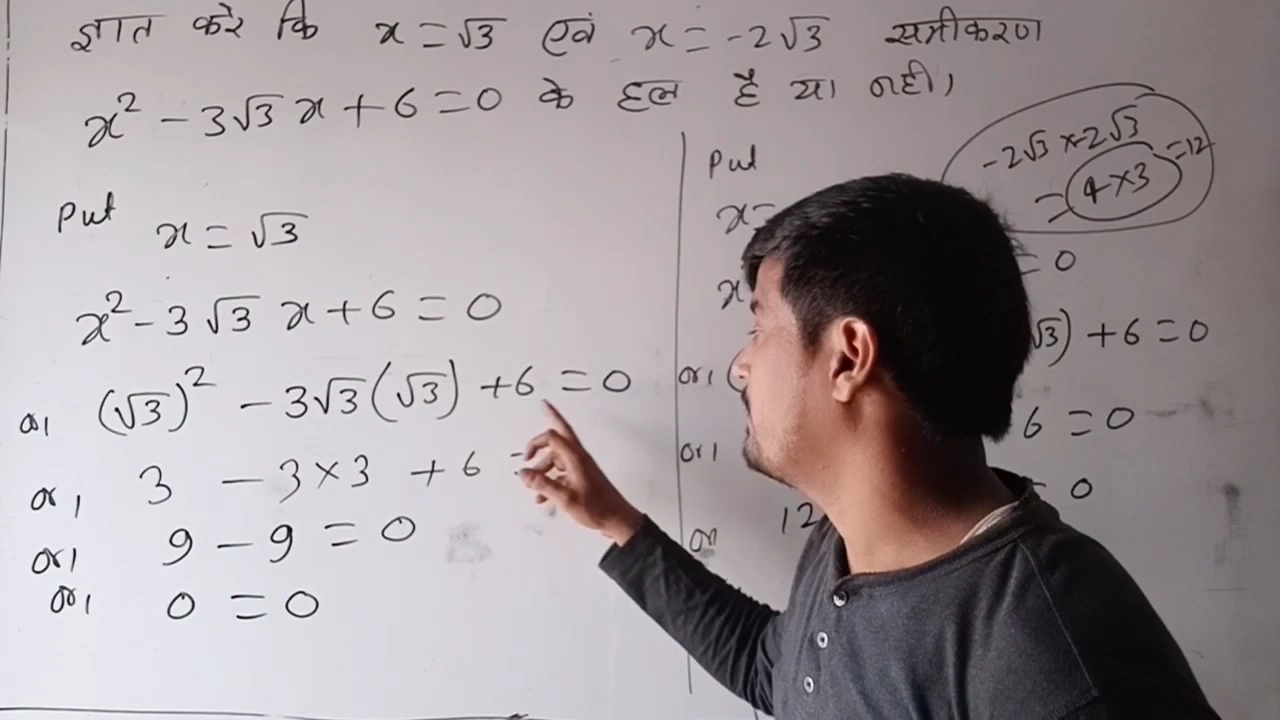 ज्ञात करे कि x = √3 एवं x = -2√3 समीकरण
x² - 3√3 x + 6 = 0 के हल है या नही।
Put
x = √3
x² - 3√3 x + 6 = 0
or, (√3)² - 3√3(√3) + 6 = 0
or, 3 - 3×3 + 6
or, 9 - 9 = 0
or, 0 = 0
Put
x =
x = 0
√3) + 6 = 0
or, ( 6 = 0
or, = 0
or 12
-2√3 × -2√3
= 4×3 = 12